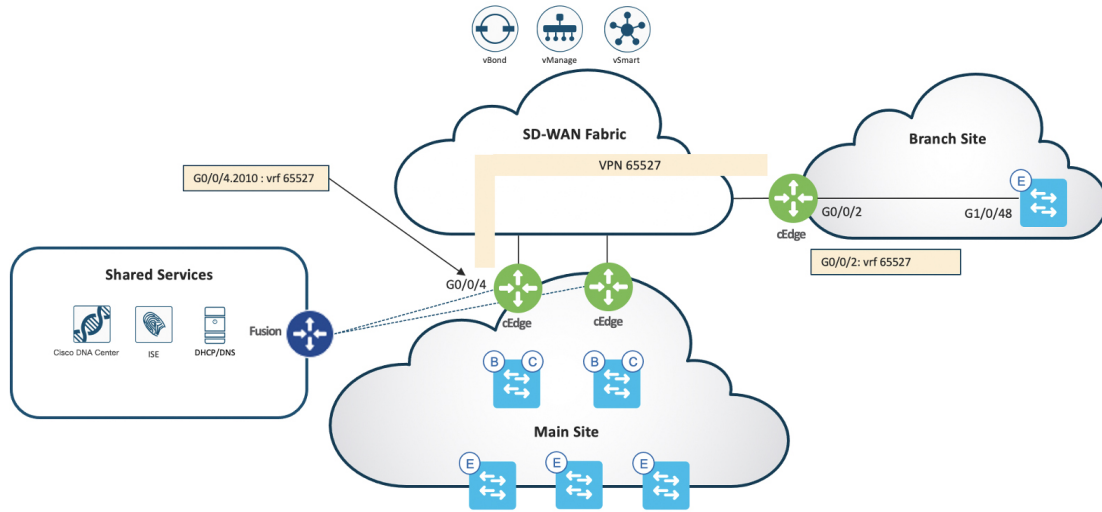 vBond
vManage
vSmart
SD-WAN Fabric
Branch Site
VPN 65527
G0/0/4.2010 : vrf 65527
E
G0/0/2
G1/0/48
cEdge
G0/0/2: vrf 65527
Shared Services
G0/0/4
Fusion
cEdge
cEdge
Cisco DNA Center
ISE
DHCP/DNS
B
C
B
C
Main Site
E
E
E